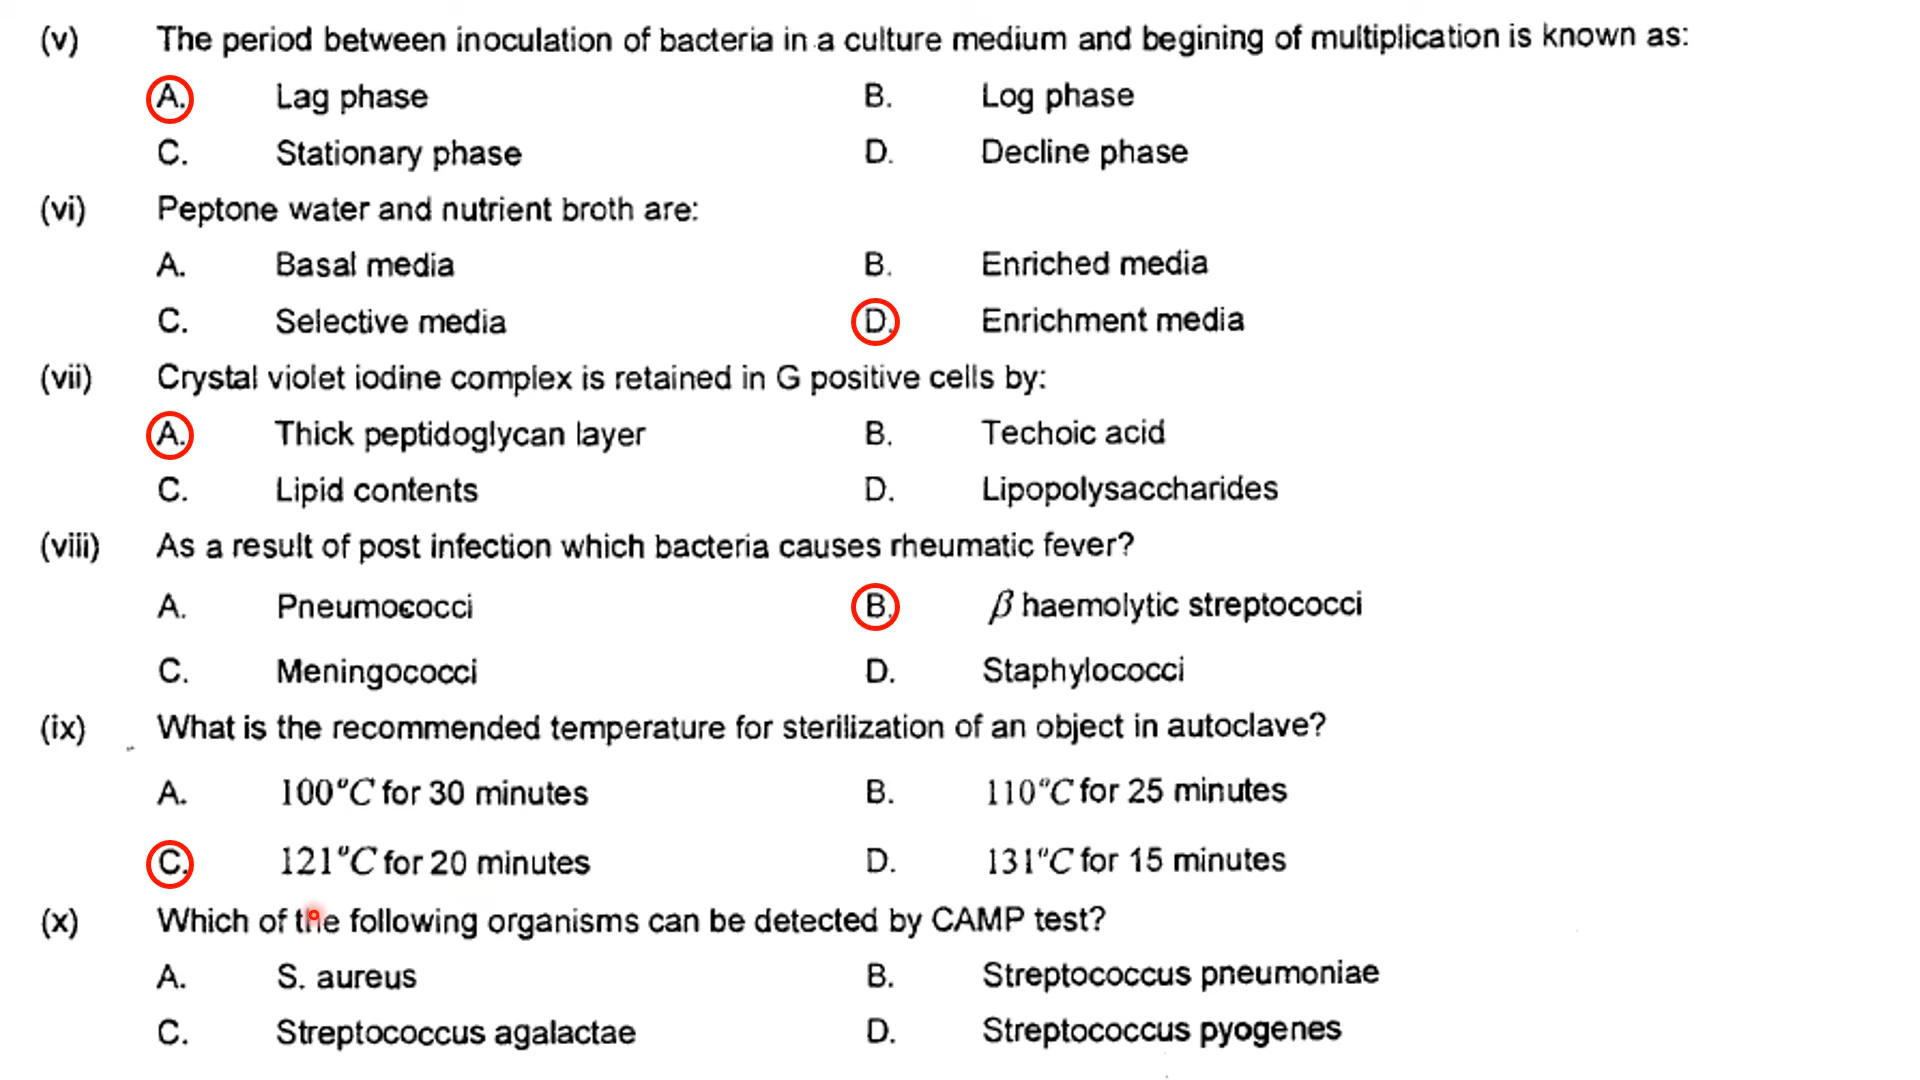 (v) The period between inoculation of bacteria in a culture medium and begining of multiplication is known as:
A. Lag phase B. Log phase
C. Stationary phase D. Decline phase
(vi) Peptone water and nutrient broth are:
A. Basal media B. Enriched media
C. Selective media D. Enrichment media
(vii) Crystal violet iodine complex is retained in G positive cells by:
A. Thick peptidoglycan layer B. Techoic acid
C. Lipid contents D. Lipopolysaccharides
(viii) As a result of post infection which bacteria causes rheumatic fever?
A. Pneumococci B. β haemolytic streptococci
C. Meningococci D. Staphylococci
(ix) What is the recommended temperature for sterilization of an object in autoclave?
A. 100°C for 30 minutes B. 110°C for 25 minutes
C. 121°C for 20 minutes D. 131°C for 15 minutes
(x) Which of the following organisms can be detected by CAMP test?
A. S. aureus B. Streptococcus pneumoniae
C. Streptococcus agalactae D. Streptococcus pyogenes